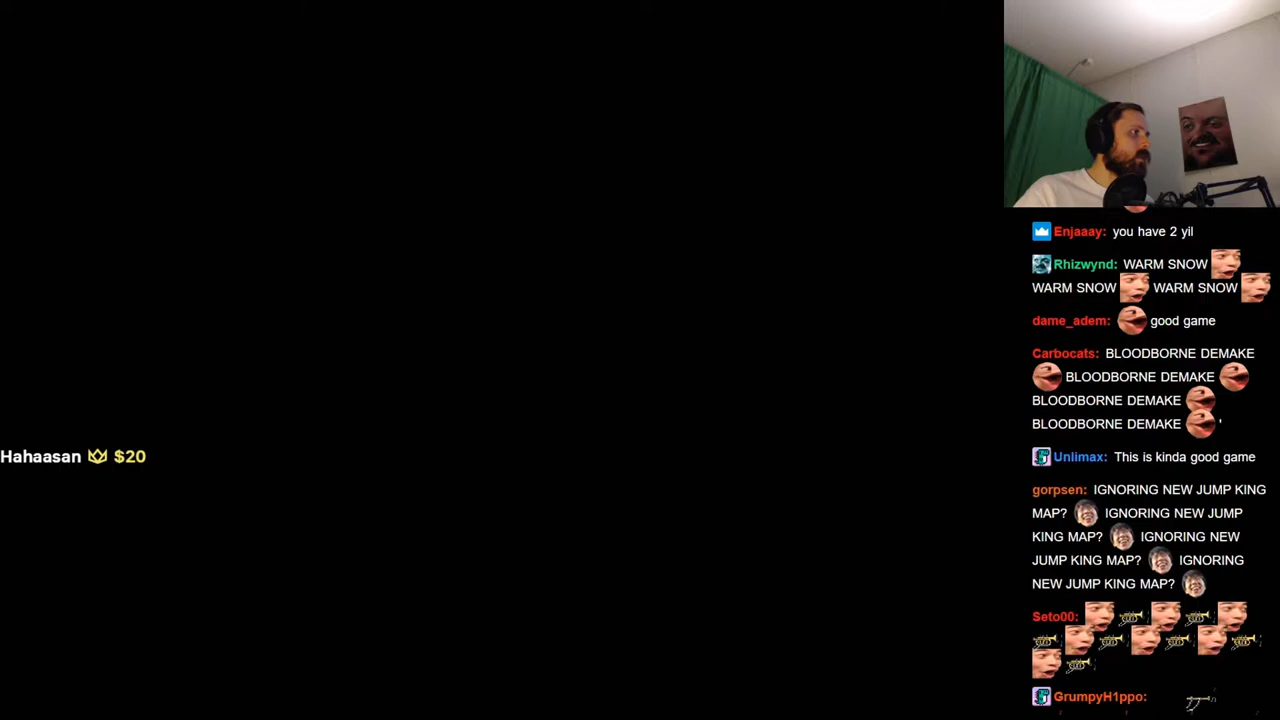 Enjaaay: you have 2 yil
Rhizwynd: WARM SNOW
WARM SNOW WARM SNOW
dame_adem: good game
Carbocats: BLOODBORNE DEMAKE
BLOODBORNE DEMAKE
BLOODBORNE DEMAKE
BLOODBORNE DEMAKE '
Hahaasan $20
Unlimax: This is kinda good game
gorpsen: IGNORING NEW JUMP KING
MAP? IGNORING NEW JUMP
KING MAP? IGNORING NEW
JUMP KING MAP? IGNORING
NEW JUMP KING MAP?
Seto00:
GrumpyH1ppo: